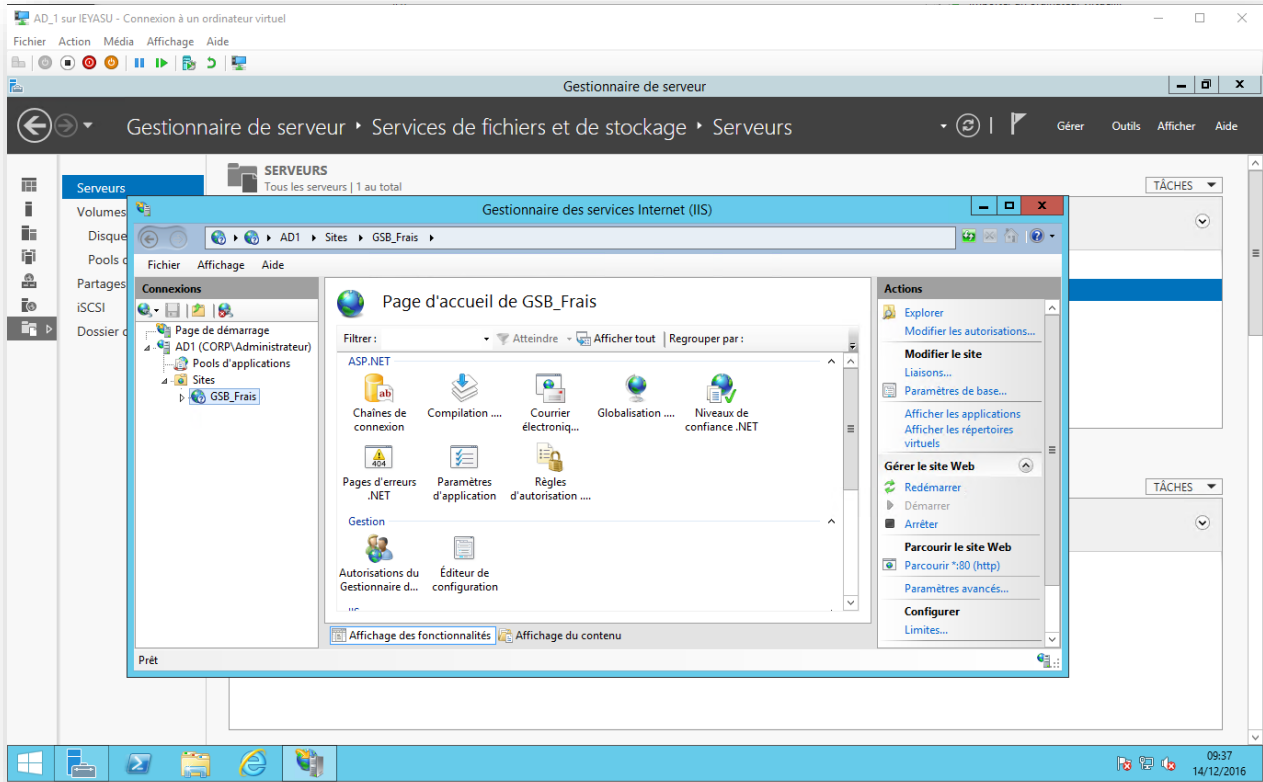 AD_1 sur IEYASU - Connexion à un ordinateur virtuel
Fichier Action Média Affichage Aide
Gestionnaire de serveur
Gestionnaire de serveur Services de fichiers et de stockage Serveurs
Gérer Outils Afficher Aide
Serveurs
Volumes
Disque
Pools
Partages
iSCSI
Dossier
SERVEURS
Tous les serveurs | 1 au total
TÂCHES
Gestionnaire des services Internet (IIS)
AD1 Sites GSB_Frais
Fichier Affichage Aide
Connexions
Page de démarrage
AD1 (CORP\Administrateur)
Pools d'applications
Sites
GSB_Frais
Page d'accueil de GSB_Frais
Filtrer : Atteindre Afficher tout Regrouper par :
ASP.NET
ab
Chaînes de connexion
Compilation ....
Courrier électroniq...
Globalisation ....
Niveaux de confiance .NET
404
Pages d'erreurs .NET
Paramètres d'application
Règles d'autorisation ....
Gestion
Autorisations du Gestionnaire d...
Éditeur de configuration
Affichage des fonctionnalités Affichage du contenu
Actions
Explorer
Modifier les autorisations...
Modifier le site
Liaisons...
Paramètres de base...
Afficher les applications
Afficher les répertoires
virtuels
Gérer le site Web
Redémarrer
Démarrer
Arrêter
Parcourir le site Web
Parcourir *:80 (http)
Paramètres avancés...
Configurer
Limites...
Prêt
TÂCHES
09:37
14/12/2016